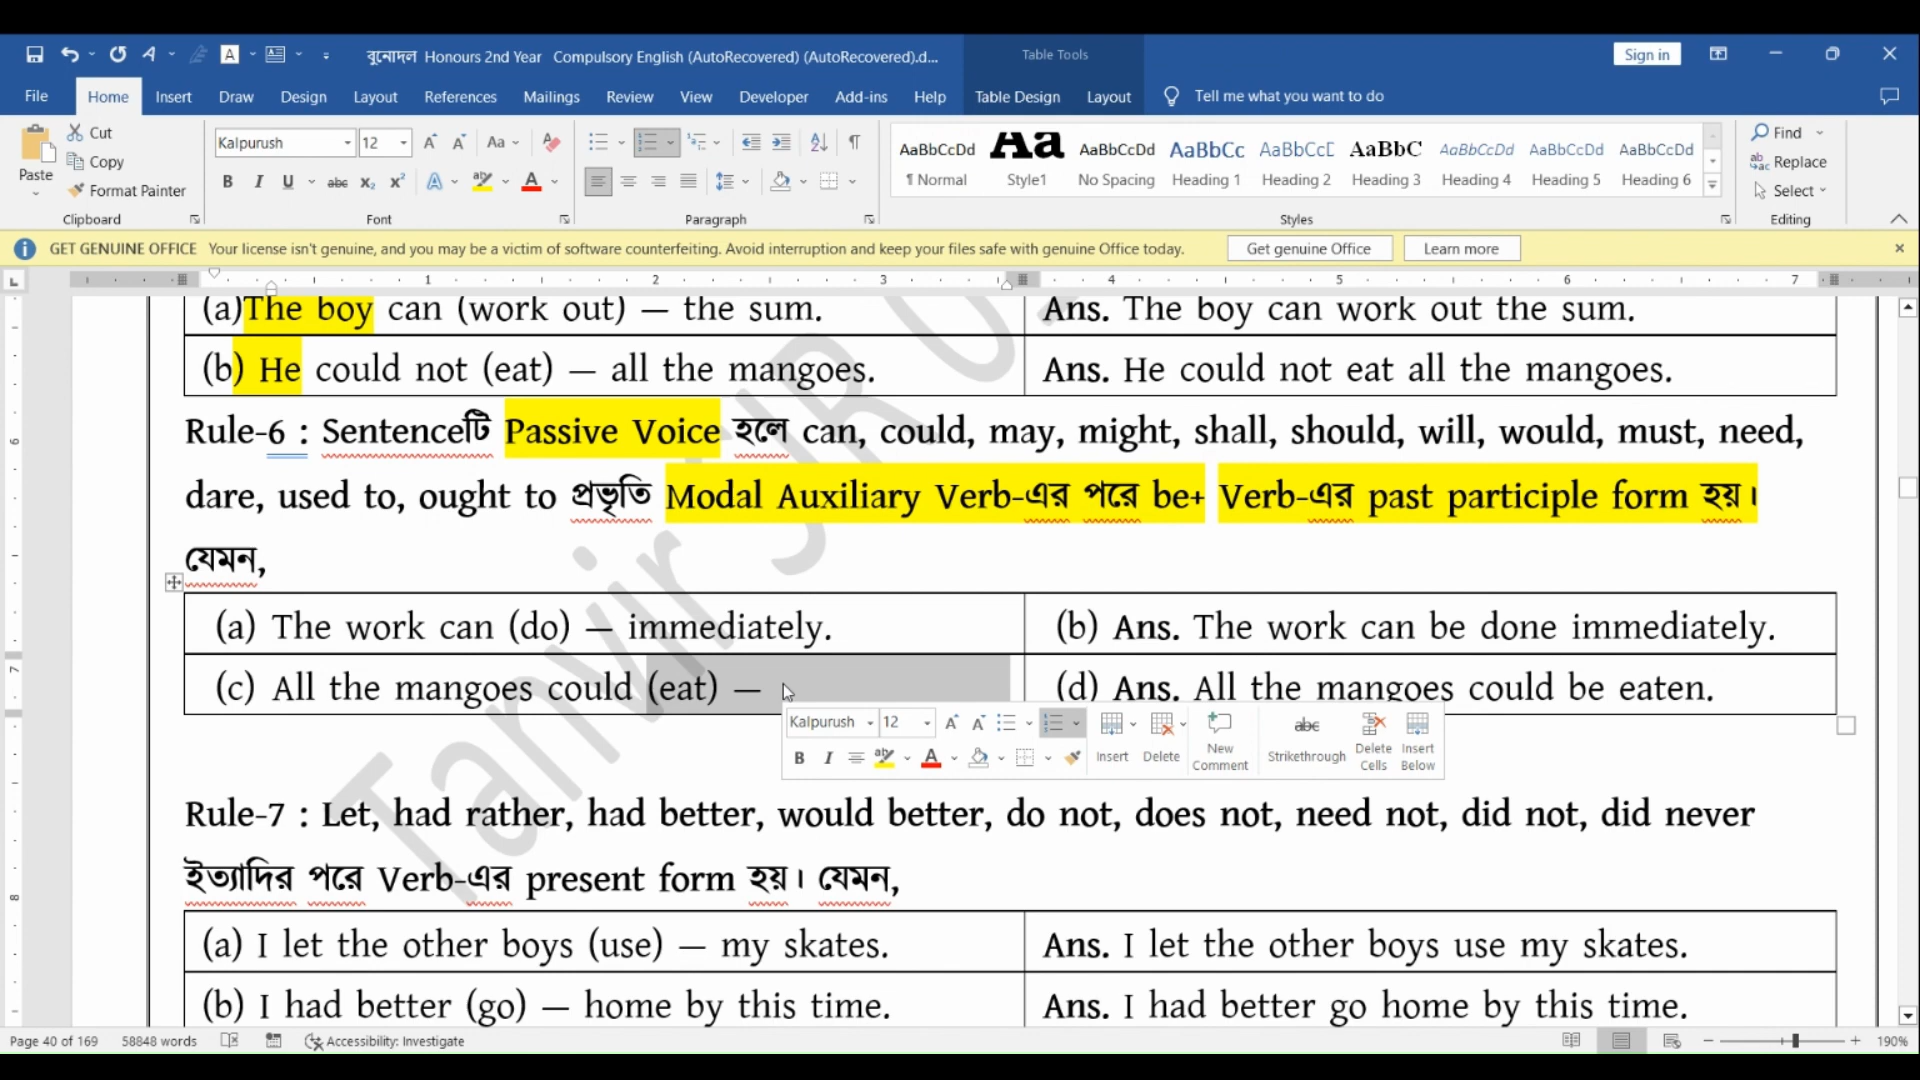 বুনোদল Honours 2nd Year Compulsory English (AutoRecovered) (AutoRecovered).d...
Table Tools
Sign in
File Home Insert Draw Design Layout References Mailings Review View Developer Add-ins Help Table Design Layout Tell me what you want to do
Paste
Cut
Copy
Format Painter
Clipboard
Kalpurush 12
Font
Paragraph
AaBbCcDd ¶ Normal
Aa Style1
AaBbCcDd No Spacing
AaBbCc Heading 1
AaBbCcD Heading 2
AaBbC Heading 3
AaBbCcDd Heading 4
AaBbCcDd Heading 5
AaBbCcDd Heading 6
Styles
Find
Replace
Select
Editing
GET GENUINE OFFICE Your license isn't genuine, and you may be a victim of software counterfeiting. Avoid interruption and keep your files safe with genuine Office today. Get genuine Office Learn more
1 2 3 4 5 6 7
(a)The boy can (work out) — the sum. Ans. The boy can work out the sum.
(b) He could not (eat) — all the mangoes. Ans. He could not eat all the mangoes.
Rule-6 : Sentenceটি Passive Voice হলে can, could, may, might, shall, should, will, would, must, need,
dare, used to, ought to প্রভৃতি Modal Auxiliary Verb-এর পরে be+ Verb-এর past participle form হয়।
যেমন,
(a) The work can (do) — immediately. (b) Ans. The work can be done immediately.
(c) All the mangoes could (eat) — (d) Ans. All the mangoes could be eaten.
Kalpurush 12
Insert Delete New Comment Strikethrough Delete Cells Insert Below
Rule-7 : Let, had rather, had better, would better, do not, does not, need not, did not, did never
ইত্যাদির পরে Verb-এর present form হয়। যেমন,
(a) I let the other boys (use) — my skates. Ans. I let the other boys use my skates.
(b) I had better (go) — home by this time. Ans. I had better go home by this time.
Tanvir SJR
Page 40 of 169 58848 words Accessibility: Investigate 190%